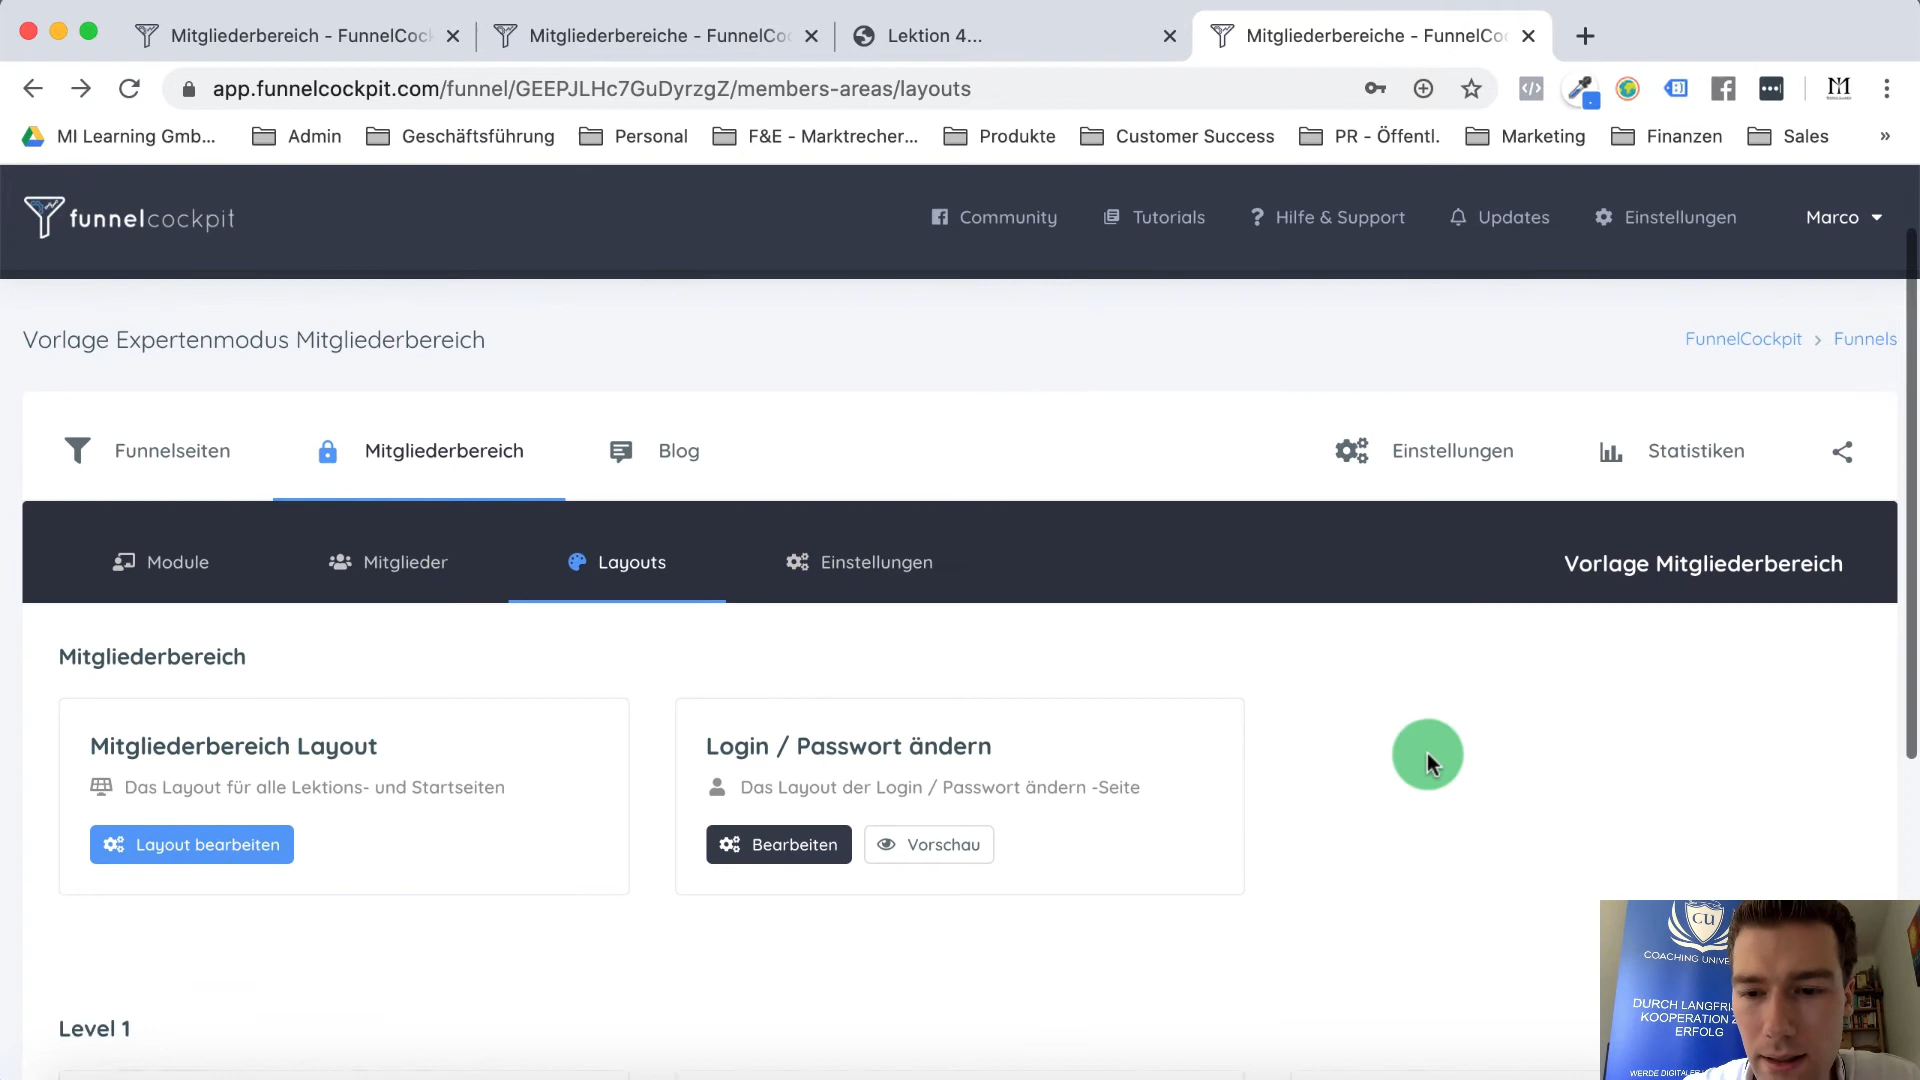 Mitgliederbereich - FunnelCock
Mitgliederbereiche - FunnelCo
Lektion 4...
Mitgliederbereiche - FunnelCo
app.funnelcockpit.com/funnel/GEEPJLHc7GuDyrzgZ/members-areas/layouts
MI Learning Gmb...
Admin
Geschäftsführung
Personal
F&E - Marktrecher...
Produkte
Customer Success
PR - Öffentl.
Marketing
Finanzen
Sales
»
funnelcockpit
Community
Tutorials
Hilfe & Support
Updates
Einstellungen
Marco
Vorlage Expertenmodus Mitgliederbereich
FunnelCockpit > Funnels
Funnelseiten
Mitgliederbereich
Blog
Einstellungen
Statistiken
Module
Mitglieder
Layouts
Einstellungen
Vorlage Mitgliederbereich
Mitgliederbereich
Mitgliederbereich Layout
Das Layout für alle Lektions- und Startseiten
Layout bearbeiten
Login / Passwort ändern
Das Layout der Login / Passwort ändern -Seite
Bearbeiten
Vorschau
Level 1
CU
COACHING UNIVE
DURCH LANGFRI
KOOPERATION Z
ERFOLG
WERDE DIGITALER